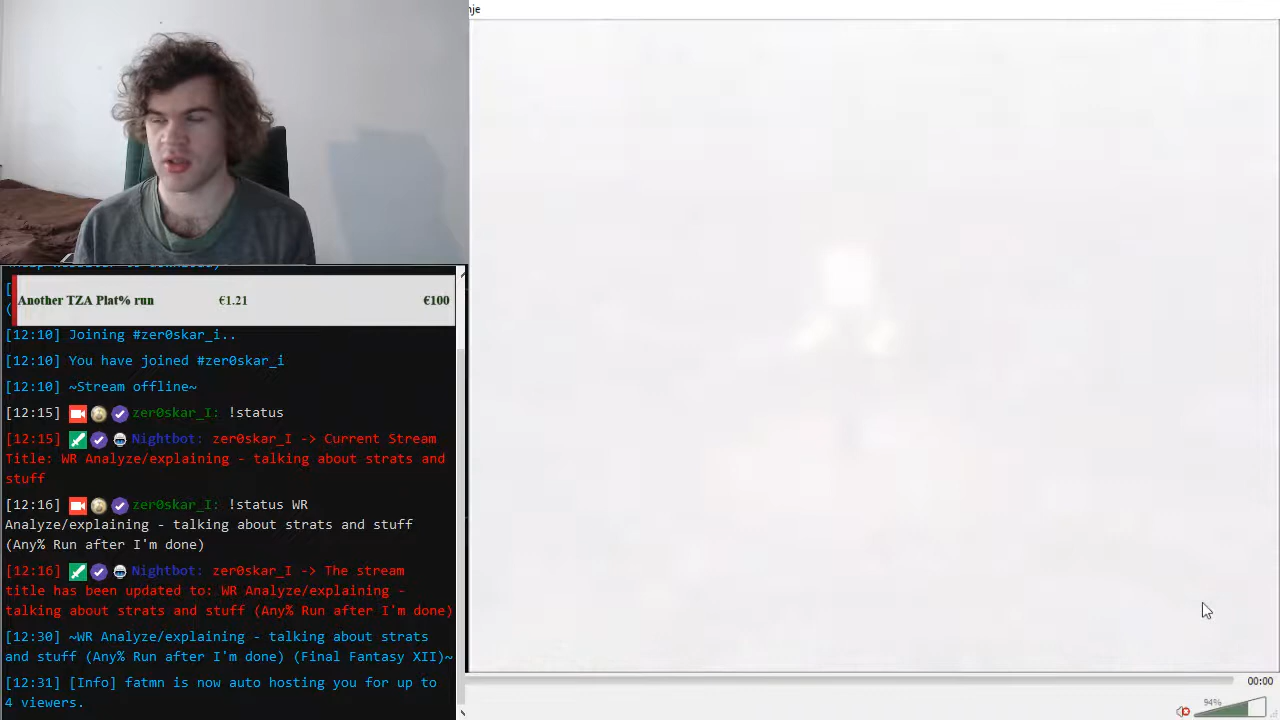 nje
Another TZA Plat% run €1.21 €100
[12:10] Joining #zer0skar_i..
[12:10] You have joined #zer0skar_i
[12:10] ~Stream offline~
[12:15] zer0skar_I: !status
[12:15] Nightbot: zer0skar_I -> Current Stream
Title: WR Analyze/explaining - talking about strats and
stuff
[12:16] zer0skar_I: !status WR
Analyze/explaining - talking about strats and stuff
(Any% Run after I'm done)
[12:16] Nightbot: zer0skar_I -> The stream
title has been updated to: WR Analyze/explaining -
talking about strats and stuff (Any% Run after I'm done)
[12:30] ~WR Analyze/explaining - talking about strats
and stuff (Any% Run after I'm done) (Final Fantasy XII)~
[12:31] [Info] fatmn is now auto hosting you for up to
4 viewers.
00:00
94%